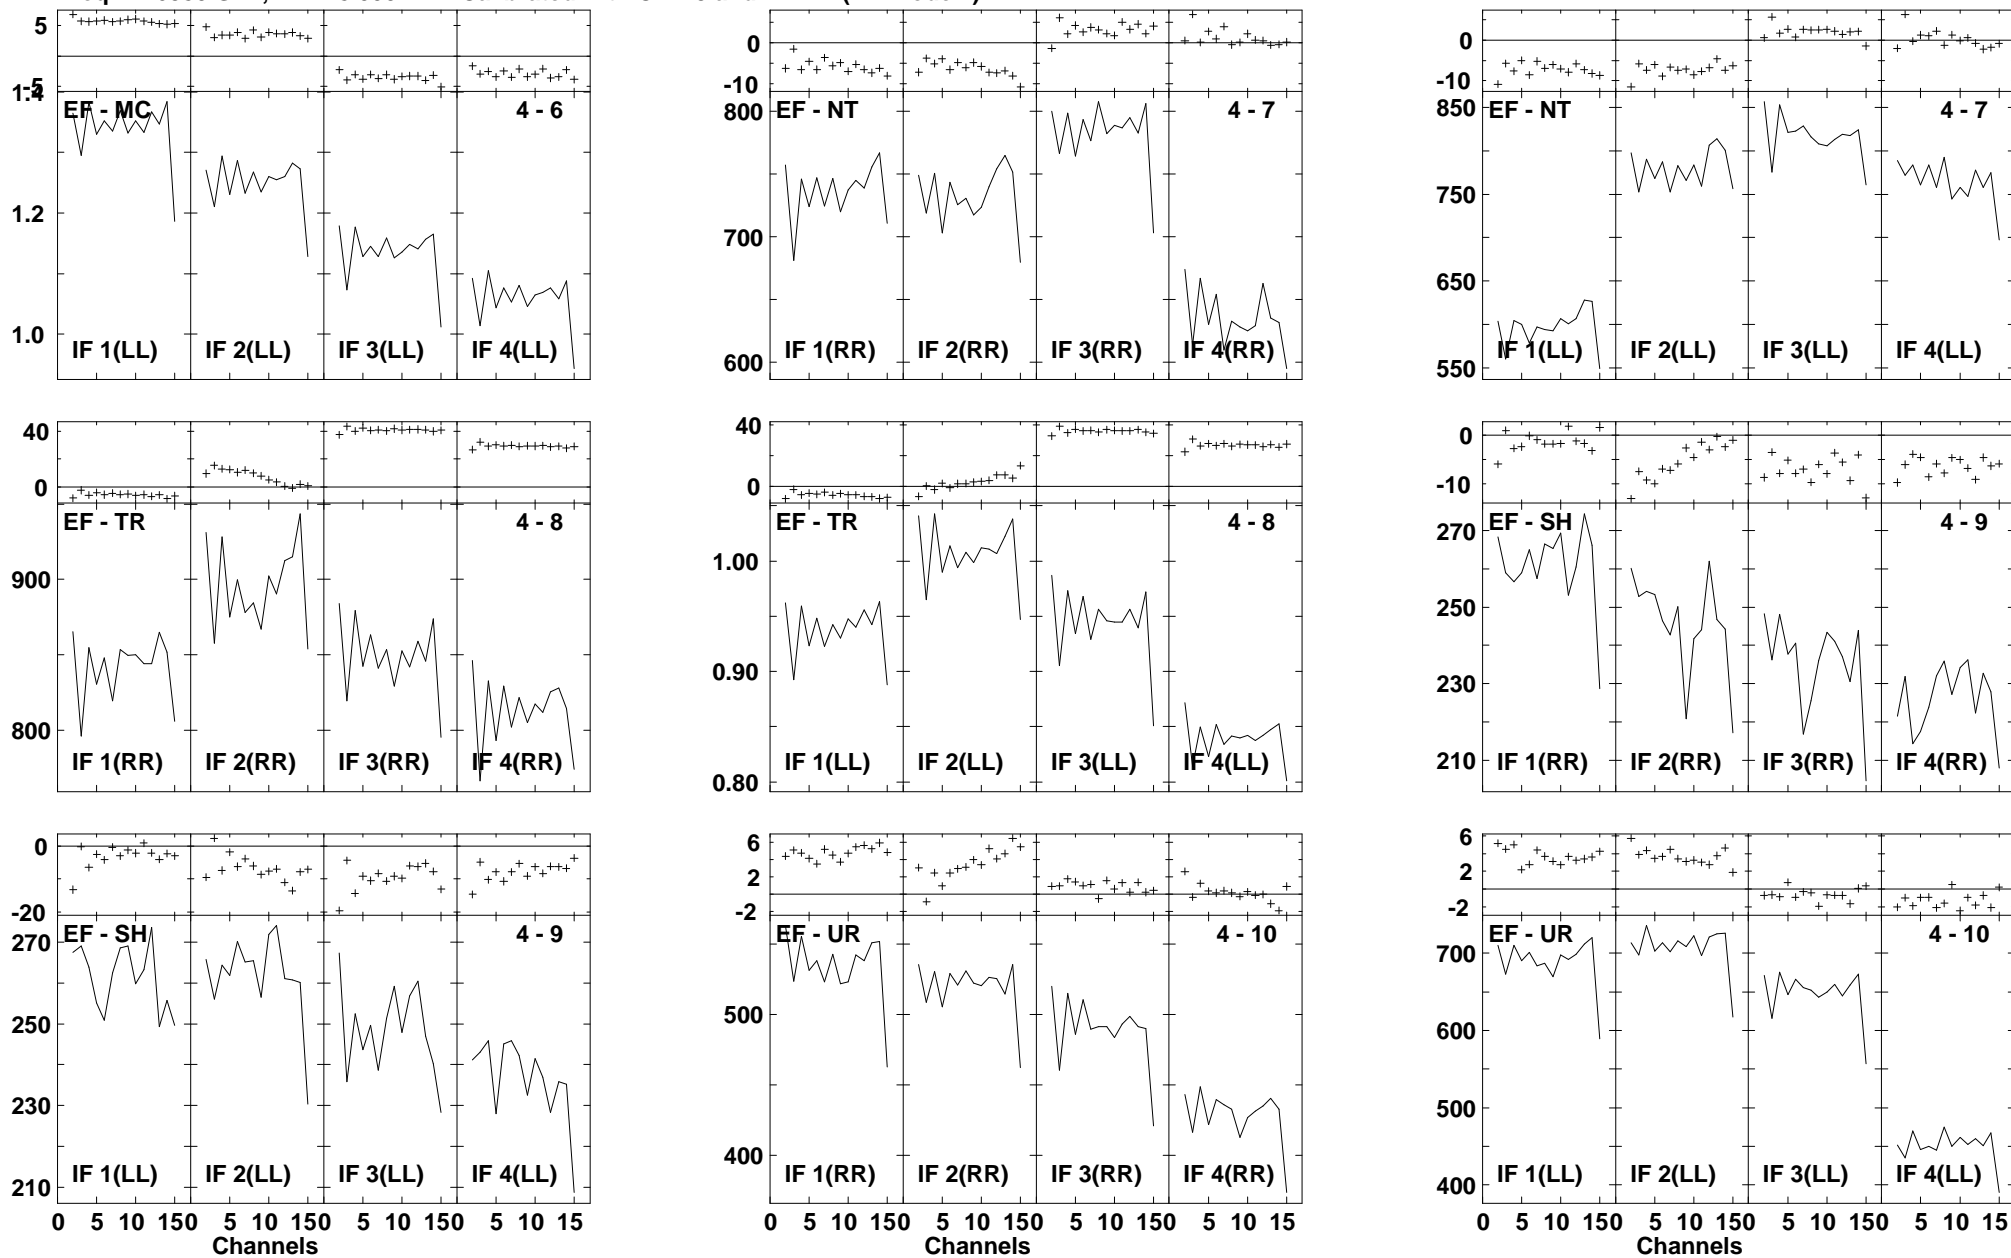 5 0 0
-5 -10 -10
1.4 800 850
EF - MC 4 - 6 EF - NT 4 - 7 EF - NT 4 - 7
1.2 700 750
1.0 650
IF 1(LL) IF 2(LL) IF 3(LL) IF 4(LL) IF 1(RR) IF 2(RR) IF 3(RR) IF 4(RR) IF 1(LL) IF 2(LL) IF 3(LL) IF 4(LL)
600 550
40 40 0
0 0 -10
EF - TR 4 - 8 EF - TR 4 - 8 EF - SH 4 - 9
900 1.00 270
250
800 0.90 230
IF 1(RR) IF 2(RR) IF 3(RR) IF 4(RR) IF 1(LL) IF 2(LL) IF 3(LL) IF 4(LL) IF 1(RR) IF 2(RR) IF 3(RR) IF 4(RR)
0.80 210
0 6 6
2 2
-20 -2 -2
EF - SH 4 - 9 EF - UR 4 - 10 EF - UR 4 - 10
270 700
250 500 600
230 500
IF 1(LL) IF 2(LL) IF 3(LL) IF 4(LL) IF 1(RR) IF 2(RR) IF 3(RR) IF 4(RR) IF 1(LL) IF 2(LL) IF 3(LL) IF 4(LL)
210 400 400
0 5 10 150 5 10 150 5 10 150 5 10 15 0 5 10 150 5 10 150 5 10 150 5 10 15 0 5 10 150 5 10 150 5 10 150 5 10 15
Channels Channels Channels